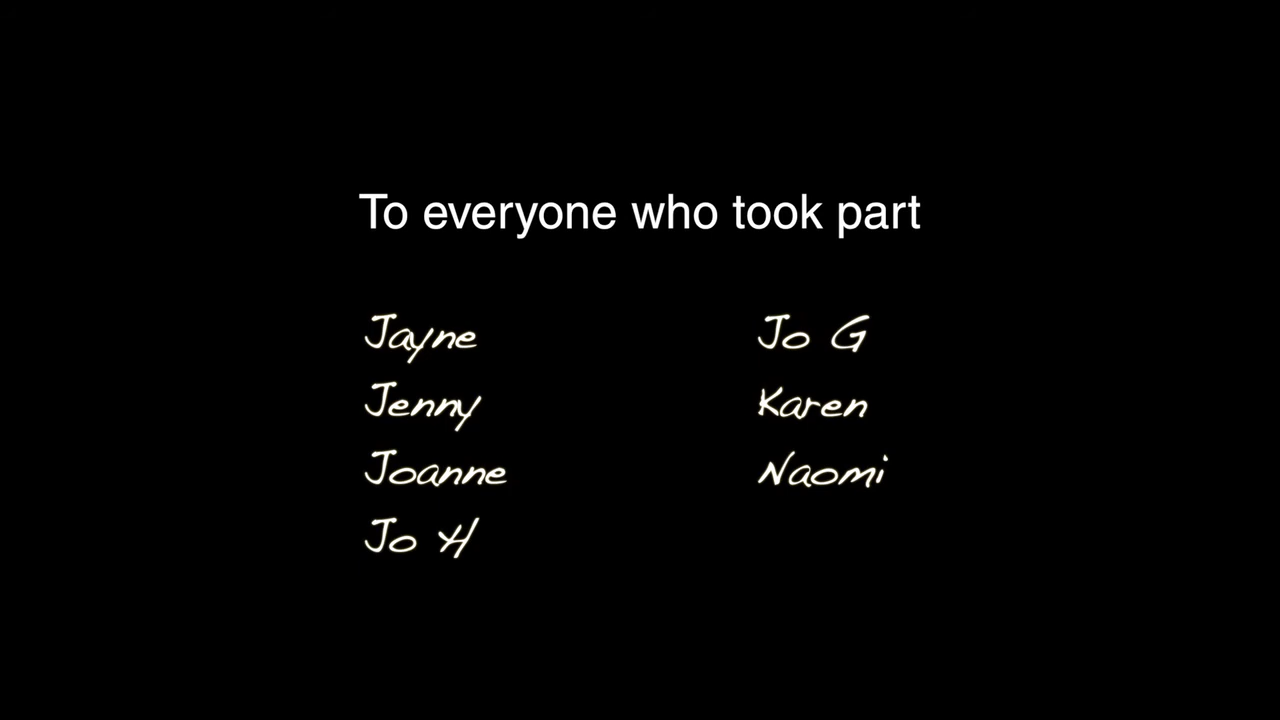 To everyone who took part
Jayne
Jenny
Joanne
Jo H
Jo G
Karen
Naomi